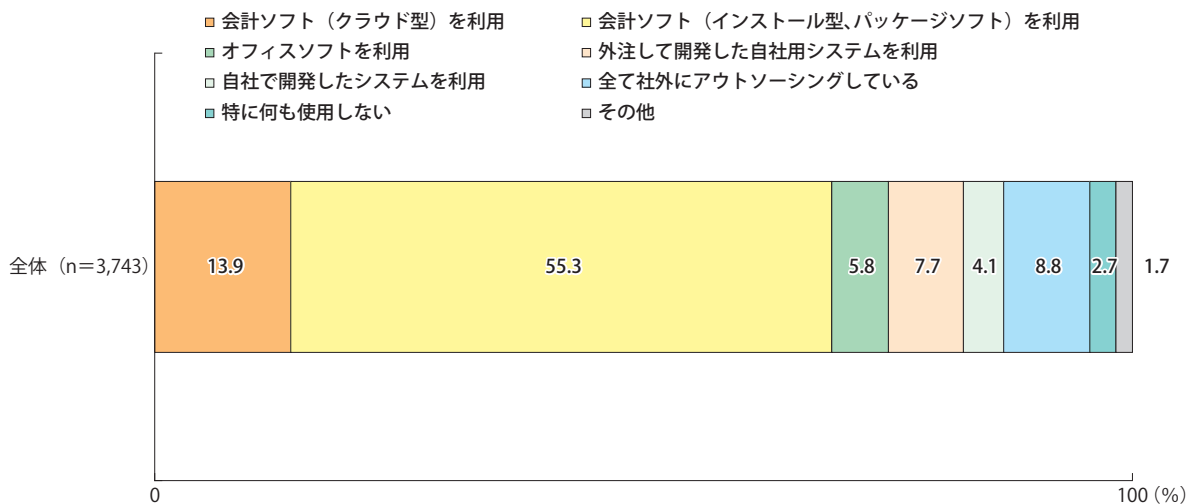 会計ソフト（クラウド型）を利用
会計ソフト（インストール型、パッケージソフト）を利用
オフィスソフトを利用
外注して開発した自社用システムを利用
自社で開発したシステムを利用
全て社外にアウトソーシングしている
特に何も使用しない
その他
全体（n＝3,743）
13.9
55.3
5.8
7.7
4.1
8.8
2.7
1.7
0
100（%）